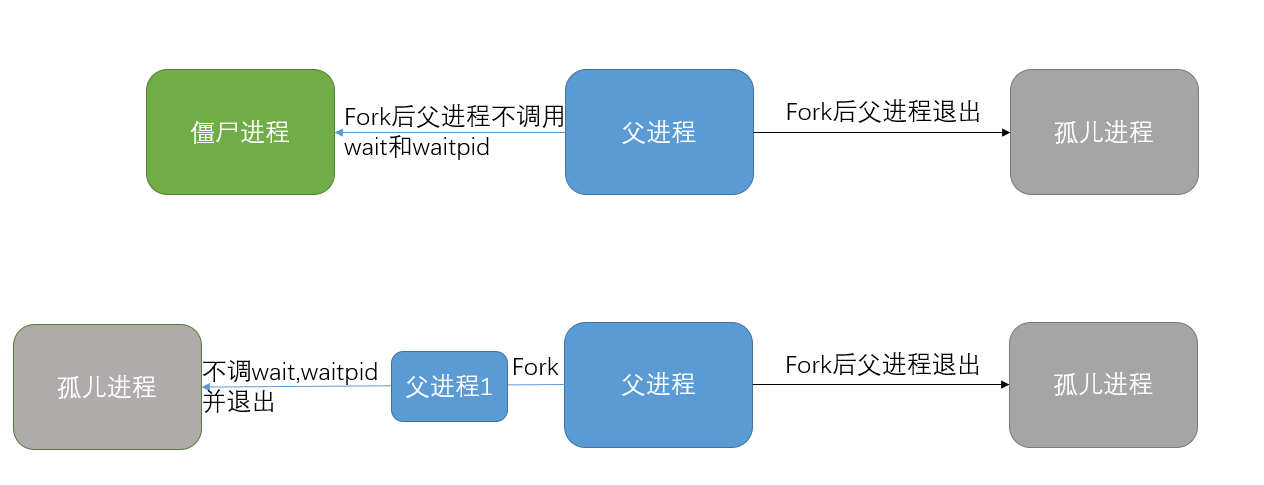 僵尸进程
Fork后父进程不调用
wait和waitpid
父进程
Fork后父进程退出
孤儿进程
孤儿进程
不调wait,waitpid
并退出
父进程1
Fork
父进程
Fork后父进程退出
孤儿进程